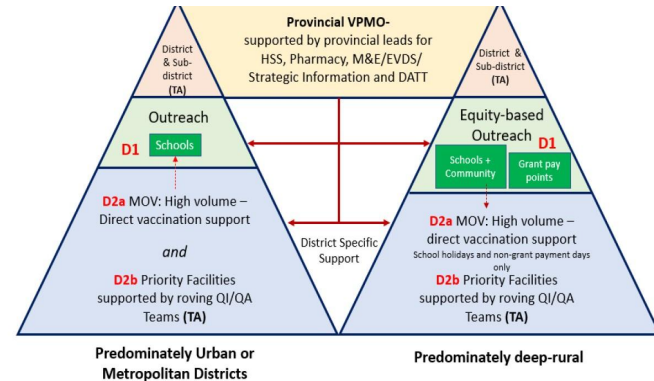 Provincial VPMO-
supported by provincial leads for
HSS, Pharmacy, M&E/EVDS/
Strategic Information and DATT
District
& Sub-
district
(TA)
Outreach
D1
Schools
D2a MOV: High volume –
Direct vaccination support
and
D2b Priority Facilities
supported by roving QI/QA
Teams (TA)
Predominately Urban or
Metropolitan Districts
District Specific
Support
District &
Sub-district
(TA)
Equity-based
Outreach
D1
Schools +
Community
Grant pay
points
D2a MOV: High volume –
direct vaccination support
School holidays and non-grant payment days
only
D2b Priority Facilities
supported by roving QI/QA
Teams (TA)
Predominately deep-rural